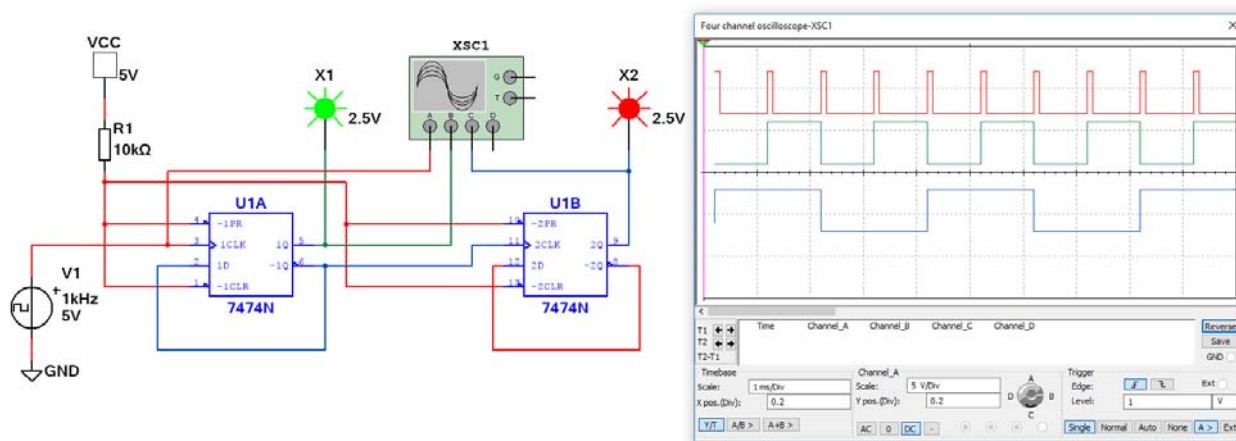 VCC
5V
R1
10kΩ
X1
2.5V
XSC1
G
T
A B C D
X2
2.5V
U1A
4 ~1PR
3 1CLK 1Q 5
2 1D ~1Q 6
1 ~1CLR
7474N
U1B
10 ~2PR
11 2CLK 2Q 9
12 2D ~2Q 8
13 ~2CLR
7474N
V1
1kHz
5V
GND
Four channel oscilloscope-XSC1
Time Channel_A Channel_B Channel_C Channel_D
T1
T2
T2-T1
Reverse
Save
GND
Timebase
Scale: 1 ms/Div
X pos.(Div): 0.2
Y/T A/B > A+B >
Channel_A
Scale: 5 V/Div
Y pos.(Div): 0.2
AC 0 DC -
A
D B
C
Trigger
Edge: Ext
Level: 1 V
Single Normal Auto None A > Ext